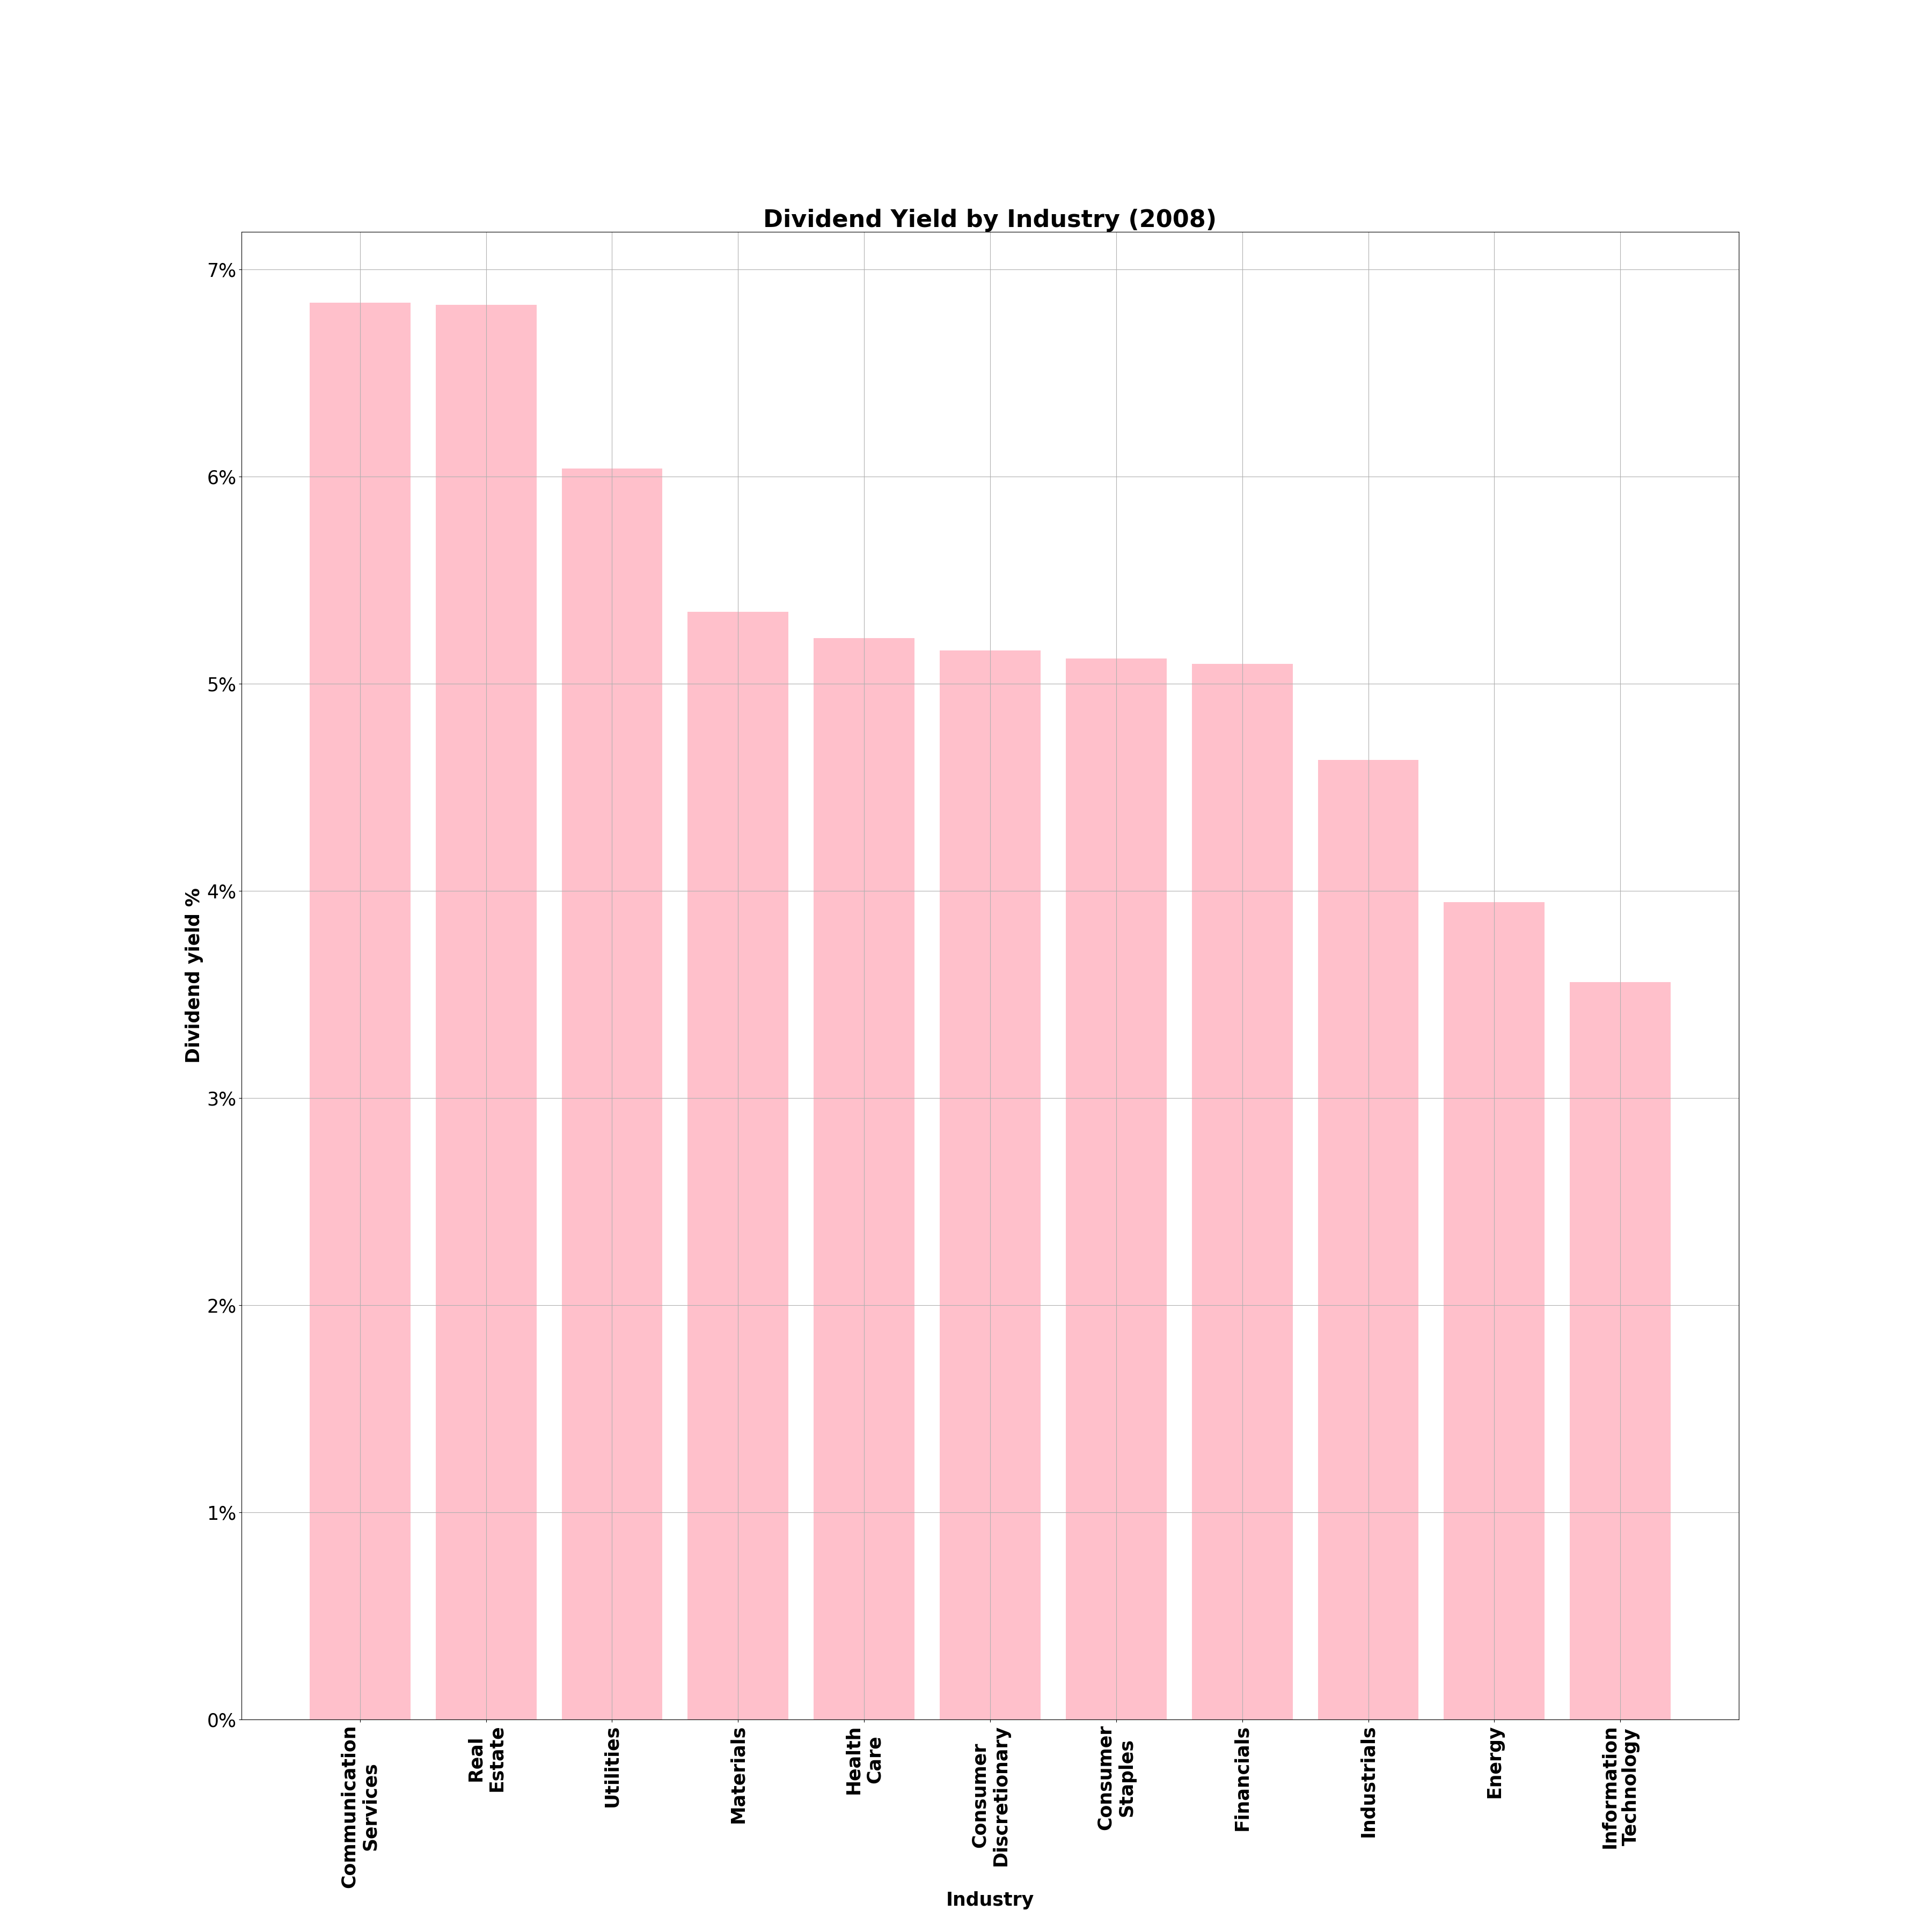 Dividend Yield by Industry (2008)
7%
6%
5%
4%
3%
2%
1%
0%
Dividend yield %
Communication
Services
Real
Estate
Utilities
Materials
Health
Care
Consumer
Discretionary
Consumer
Staples
Financials
Industrials
Energy
Information
Technology
Industry